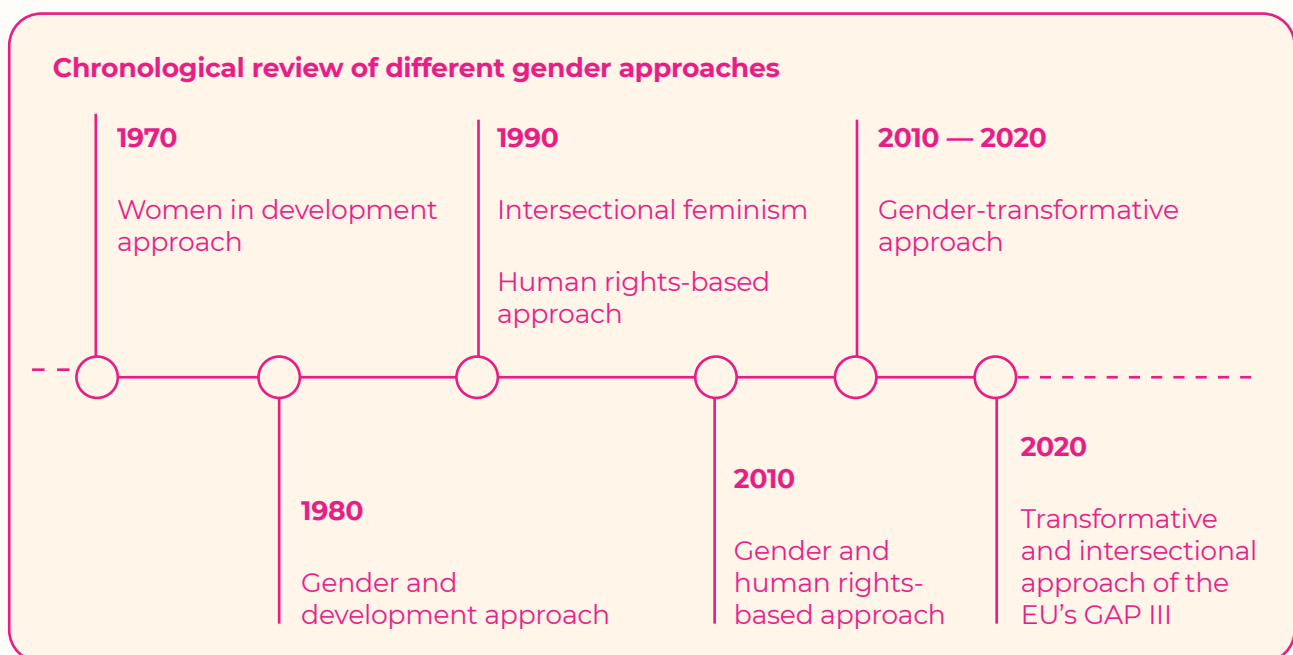 Chronological review of different gender approaches
1970
Women in development
approach
1980
Gender and
development approach
1990
Intersectional feminism
Human rights-based
approach
2010
Gender and
human rights-
based approach
2010 — 2020
Gender-transformative
approach
2020
Transformative
and intersectional
approach of the
EU's GAP III